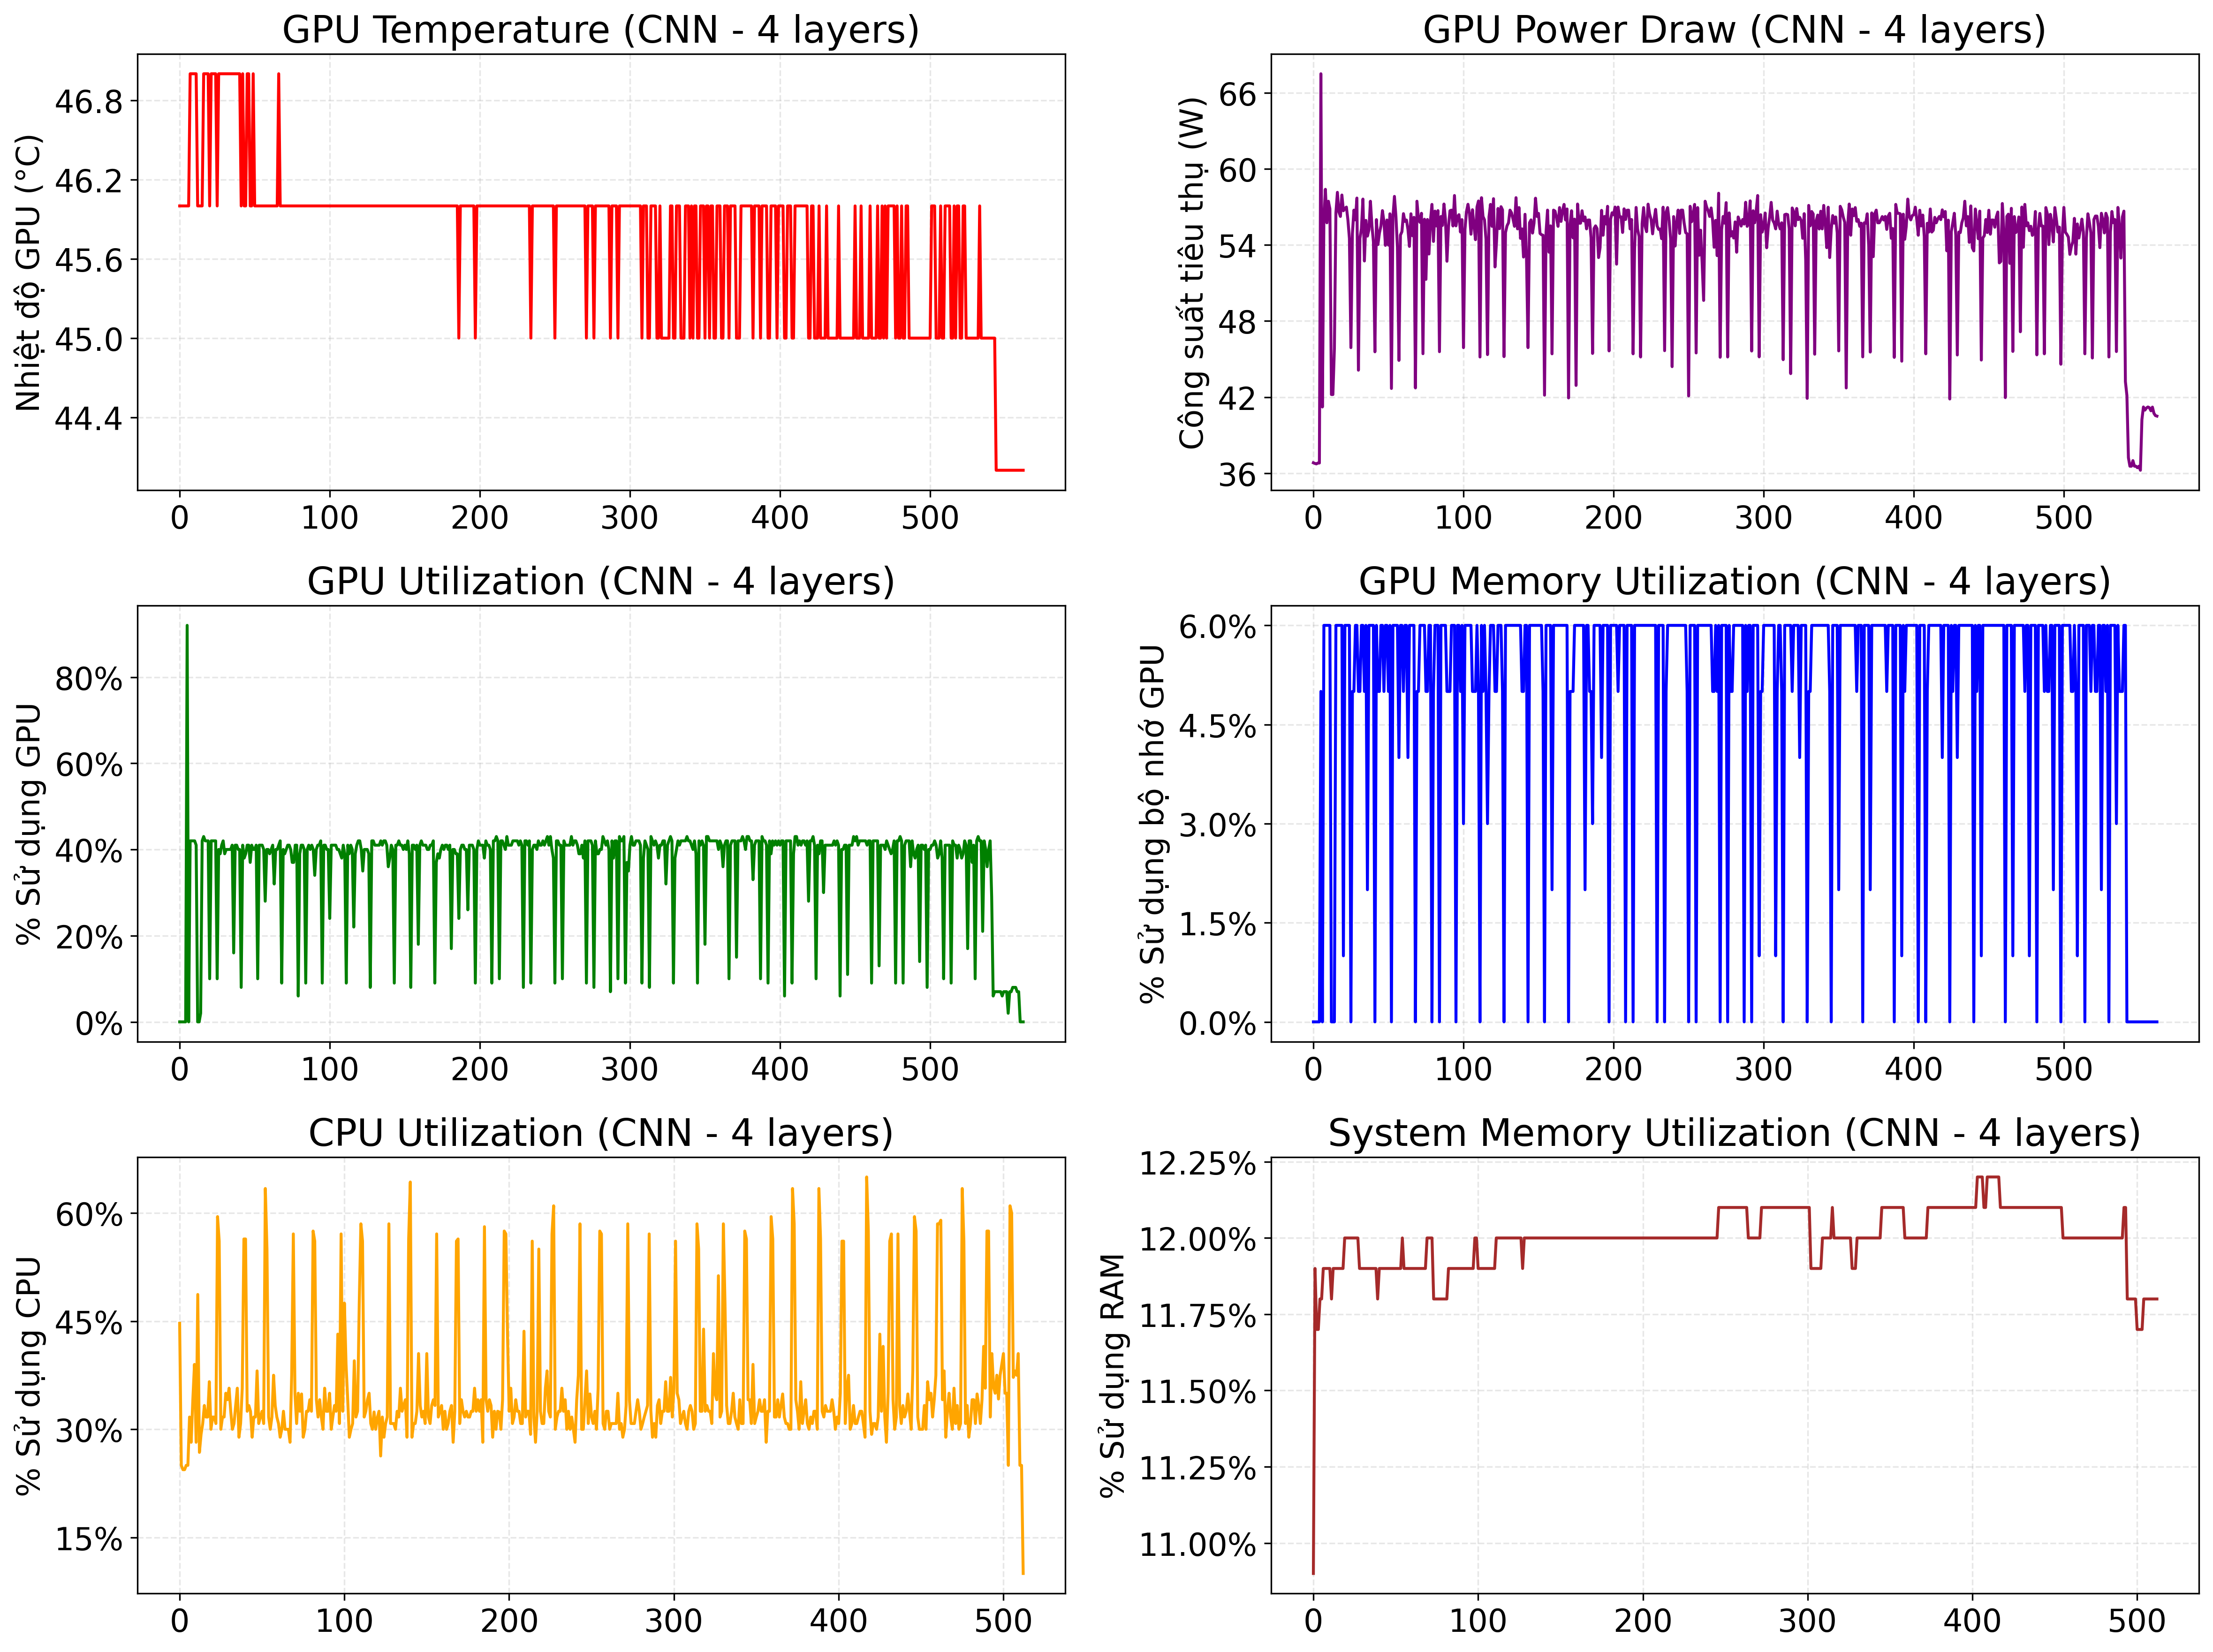 GPU Temperature (CNN - 4 layers)
Nhiệt độ GPU (°C)
46.8
46.2
45.6
45.0
44.4
0 100 200 300 400 500
GPU Power Draw (CNN - 4 layers)
Công suất tiêu thụ (W)
66
60
54
48
42
36
0 100 200 300 400 500
GPU Utilization (CNN - 4 layers)
% Sử dụng GPU
80%
60%
40%
20%
0%
0 100 200 300 400 500
GPU Memory Utilization (CNN - 4 layers)
% Sử dụng bộ nhớ GPU
6.0%
4.5%
3.0%
1.5%
0.0%
0 100 200 300 400 500
CPU Utilization (CNN - 4 layers)
% Sử dụng CPU
60%
45%
30%
15%
0 100 200 300 400 500
System Memory Utilization (CNN - 4 layers)
% Sử dụng RAM
12.25%
12.00%
11.75%
11.50%
11.25%
11.00%
0 100 200 300 400 500